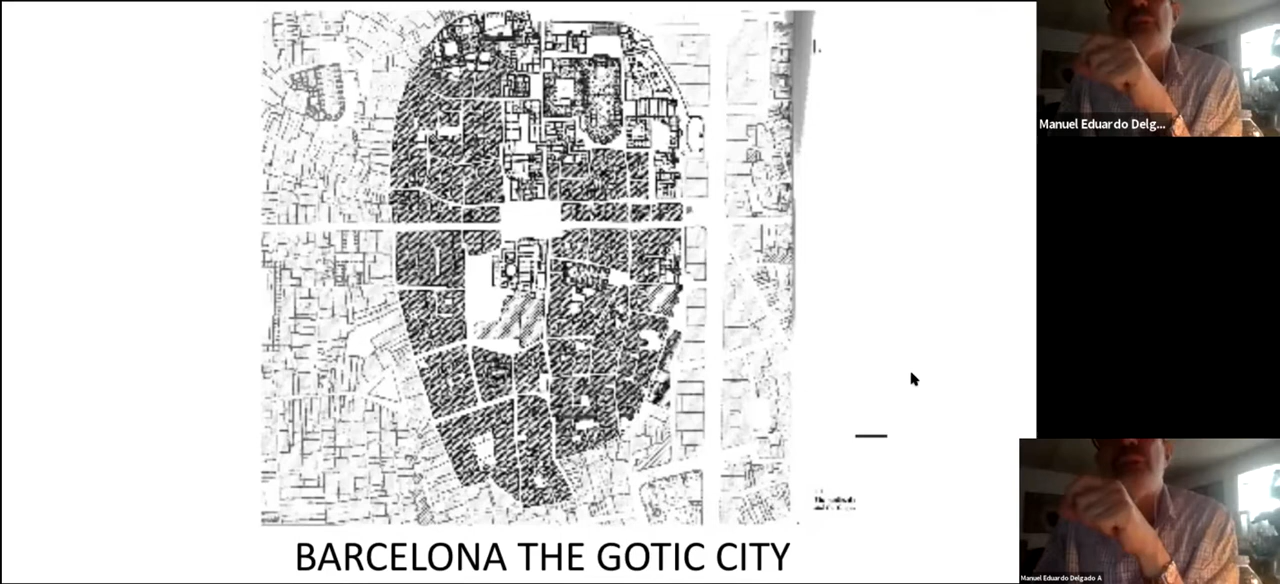 Manuel Eduardo Delg...
BARCELONA THE GOTIC CITY
Manuel Eduardo Delgado A